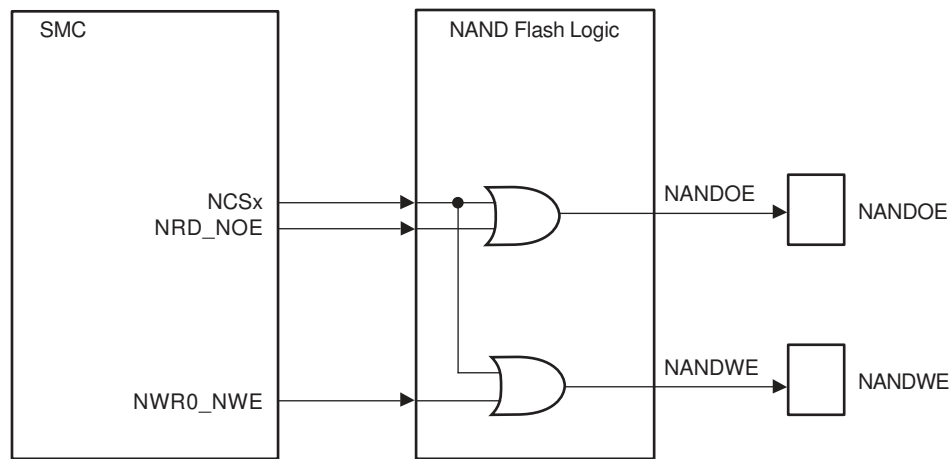 SMC
NAND Flash Logic
NCSx
NRD_NOE
NANDOE
NANDOE
NWR0_NWE
NANDWE
NANDWE